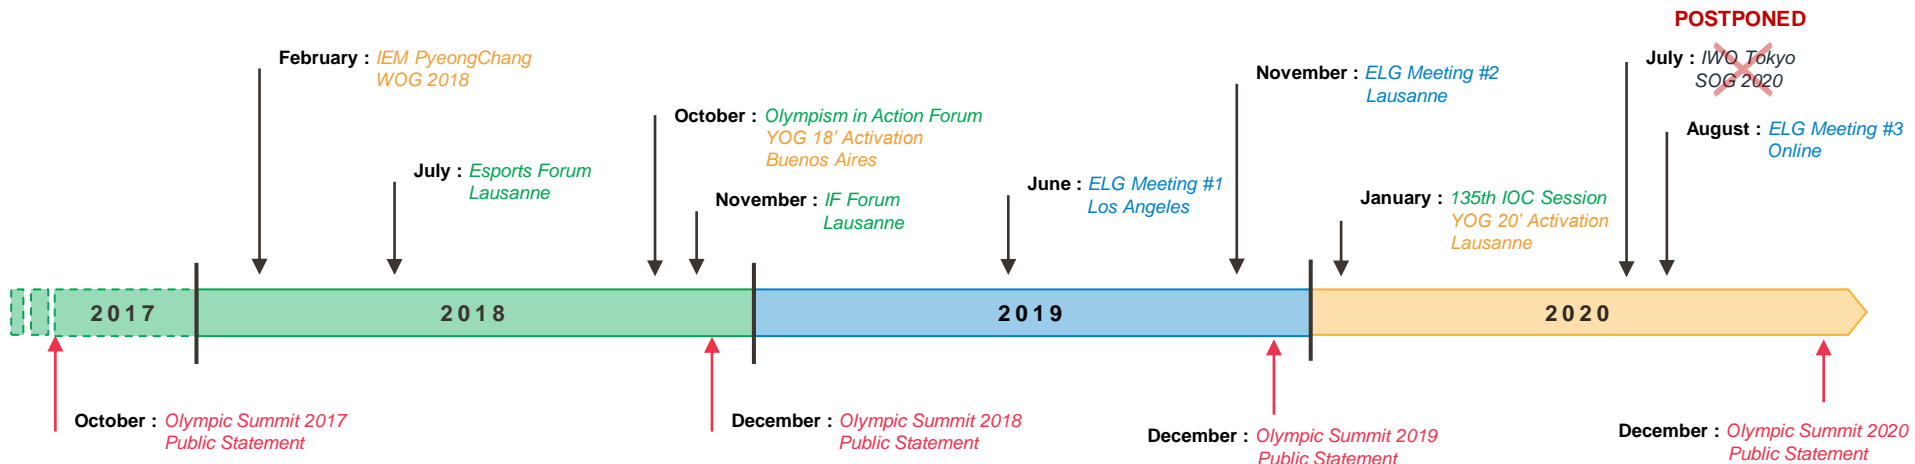 POSTPONED
February : IEM PyeongChang
WOG 2018
July : IWO Tokyo
SOG 2020
November : ELG Meeting #2
Lausanne
October : Olympism in Action Forum
YOG 18’ Activation
Buenos Aires
August : ELG Meeting #3
Online
July : Esports Forum
Lausanne
June : ELG Meeting #1
Los Angeles
November : IF Forum
Lausanne
January : 135th IOC Session
YOG 20’ Activation
Lausanne
2017
2018
2019
2020
October : Olympic Summit 2017
Public Statement
December : Olympic Summit 2018
Public Statement
December : Olympic Summit 2019
Public Statement
December : Olympic Summit 2020
Public Statement